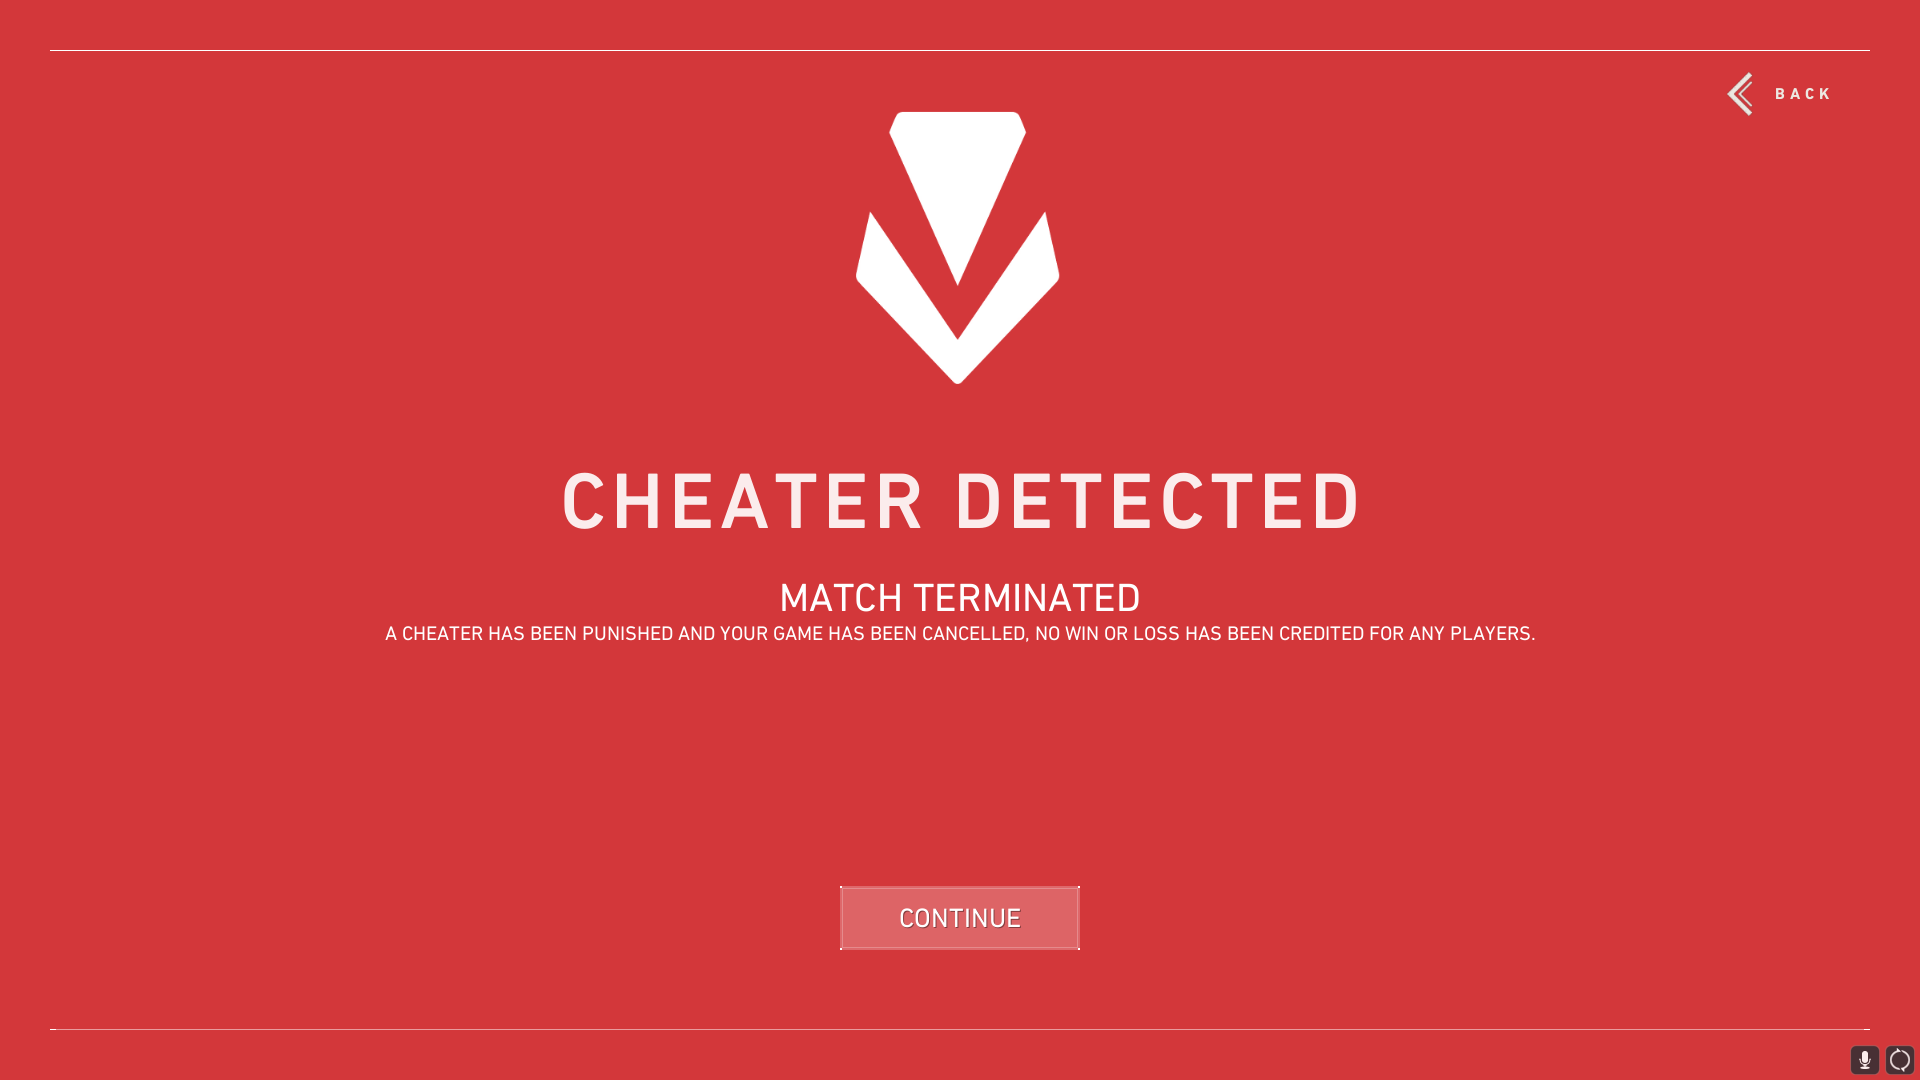 BACK
CHEATER DETECTED
MATCH TERMINATED
A CHEATER HAS BEEN PUNISHED AND YOUR GAME HAS BEEN CANCELLED, NO WIN OR LOSS HAS BEEN CREDITED FOR ANY PLAYERS.
CONTINUE